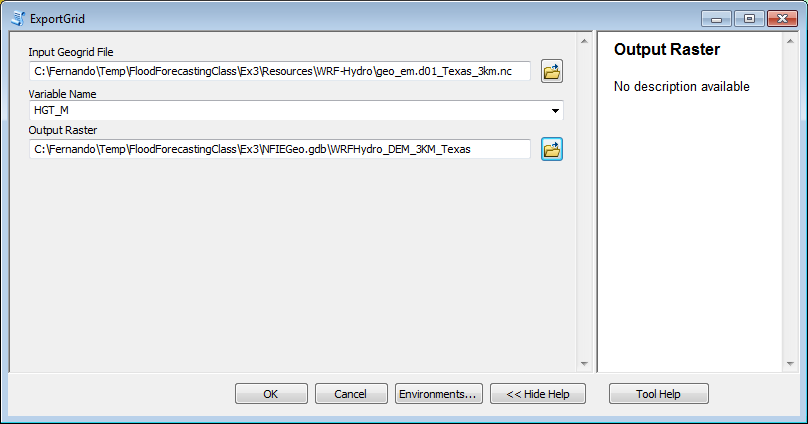 ExportGrid
Input Geogrid File
C:\Fernando\Temp\FloodForecastingClass\Ex3\Resources\WRF-Hydro\geo_em.d01_Texas_3km.nc
Variable Name
HGT_M
Output Raster
C:\Fernando\Temp\FloodForecastingClass\Ex3\NFIEGeo.gdb\WRFHydro_DEM_3KM_Texas
Output Raster
No description available
OK
Cancel
Environments...
<< Hide Help
Tool Help